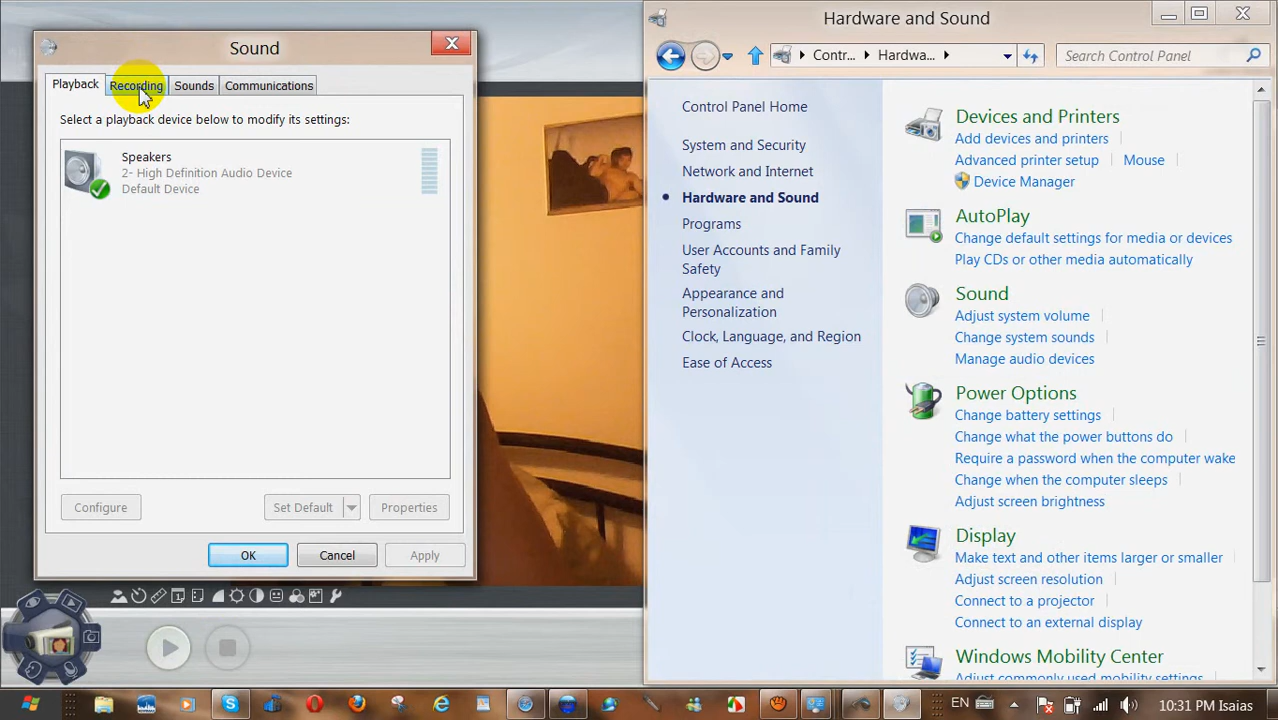 Sound
Playback
Recording
Sounds
Communications
Select a playback device below to modify its settings:
Speakers
2- High Definition Audio Device
Default Device
Configure
Set Default
Properties
OK
Cancel
Apply
Hardware and Sound
Contr...
Hardwa...
Search Control Panel
Control Panel Home
System and Security
Network and Internet
Hardware and Sound
Programs
User Accounts and Family
Safety
Appearance and
Personalization
Clock, Language, and Region
Ease of Access
Devices and Printers
Add devices and printers
Advanced printer setup
Mouse
Device Manager
AutoPlay
Change default settings for media or devices
Play CDs or other media automatically
Sound
Adjust system volume
Change system sounds
Manage audio devices
Power Options
Change battery settings
Change what the power buttons do
Require a password when the computer wake
Change when the computer sleeps
Adjust screen brightness
Display
Make text and other items larger or smaller
Adjust screen resolution
Connect to a projector
Connect to an external display
Windows Mobility Center
Adjust commonly used mobility settings
EN
10:31 PM Isaias